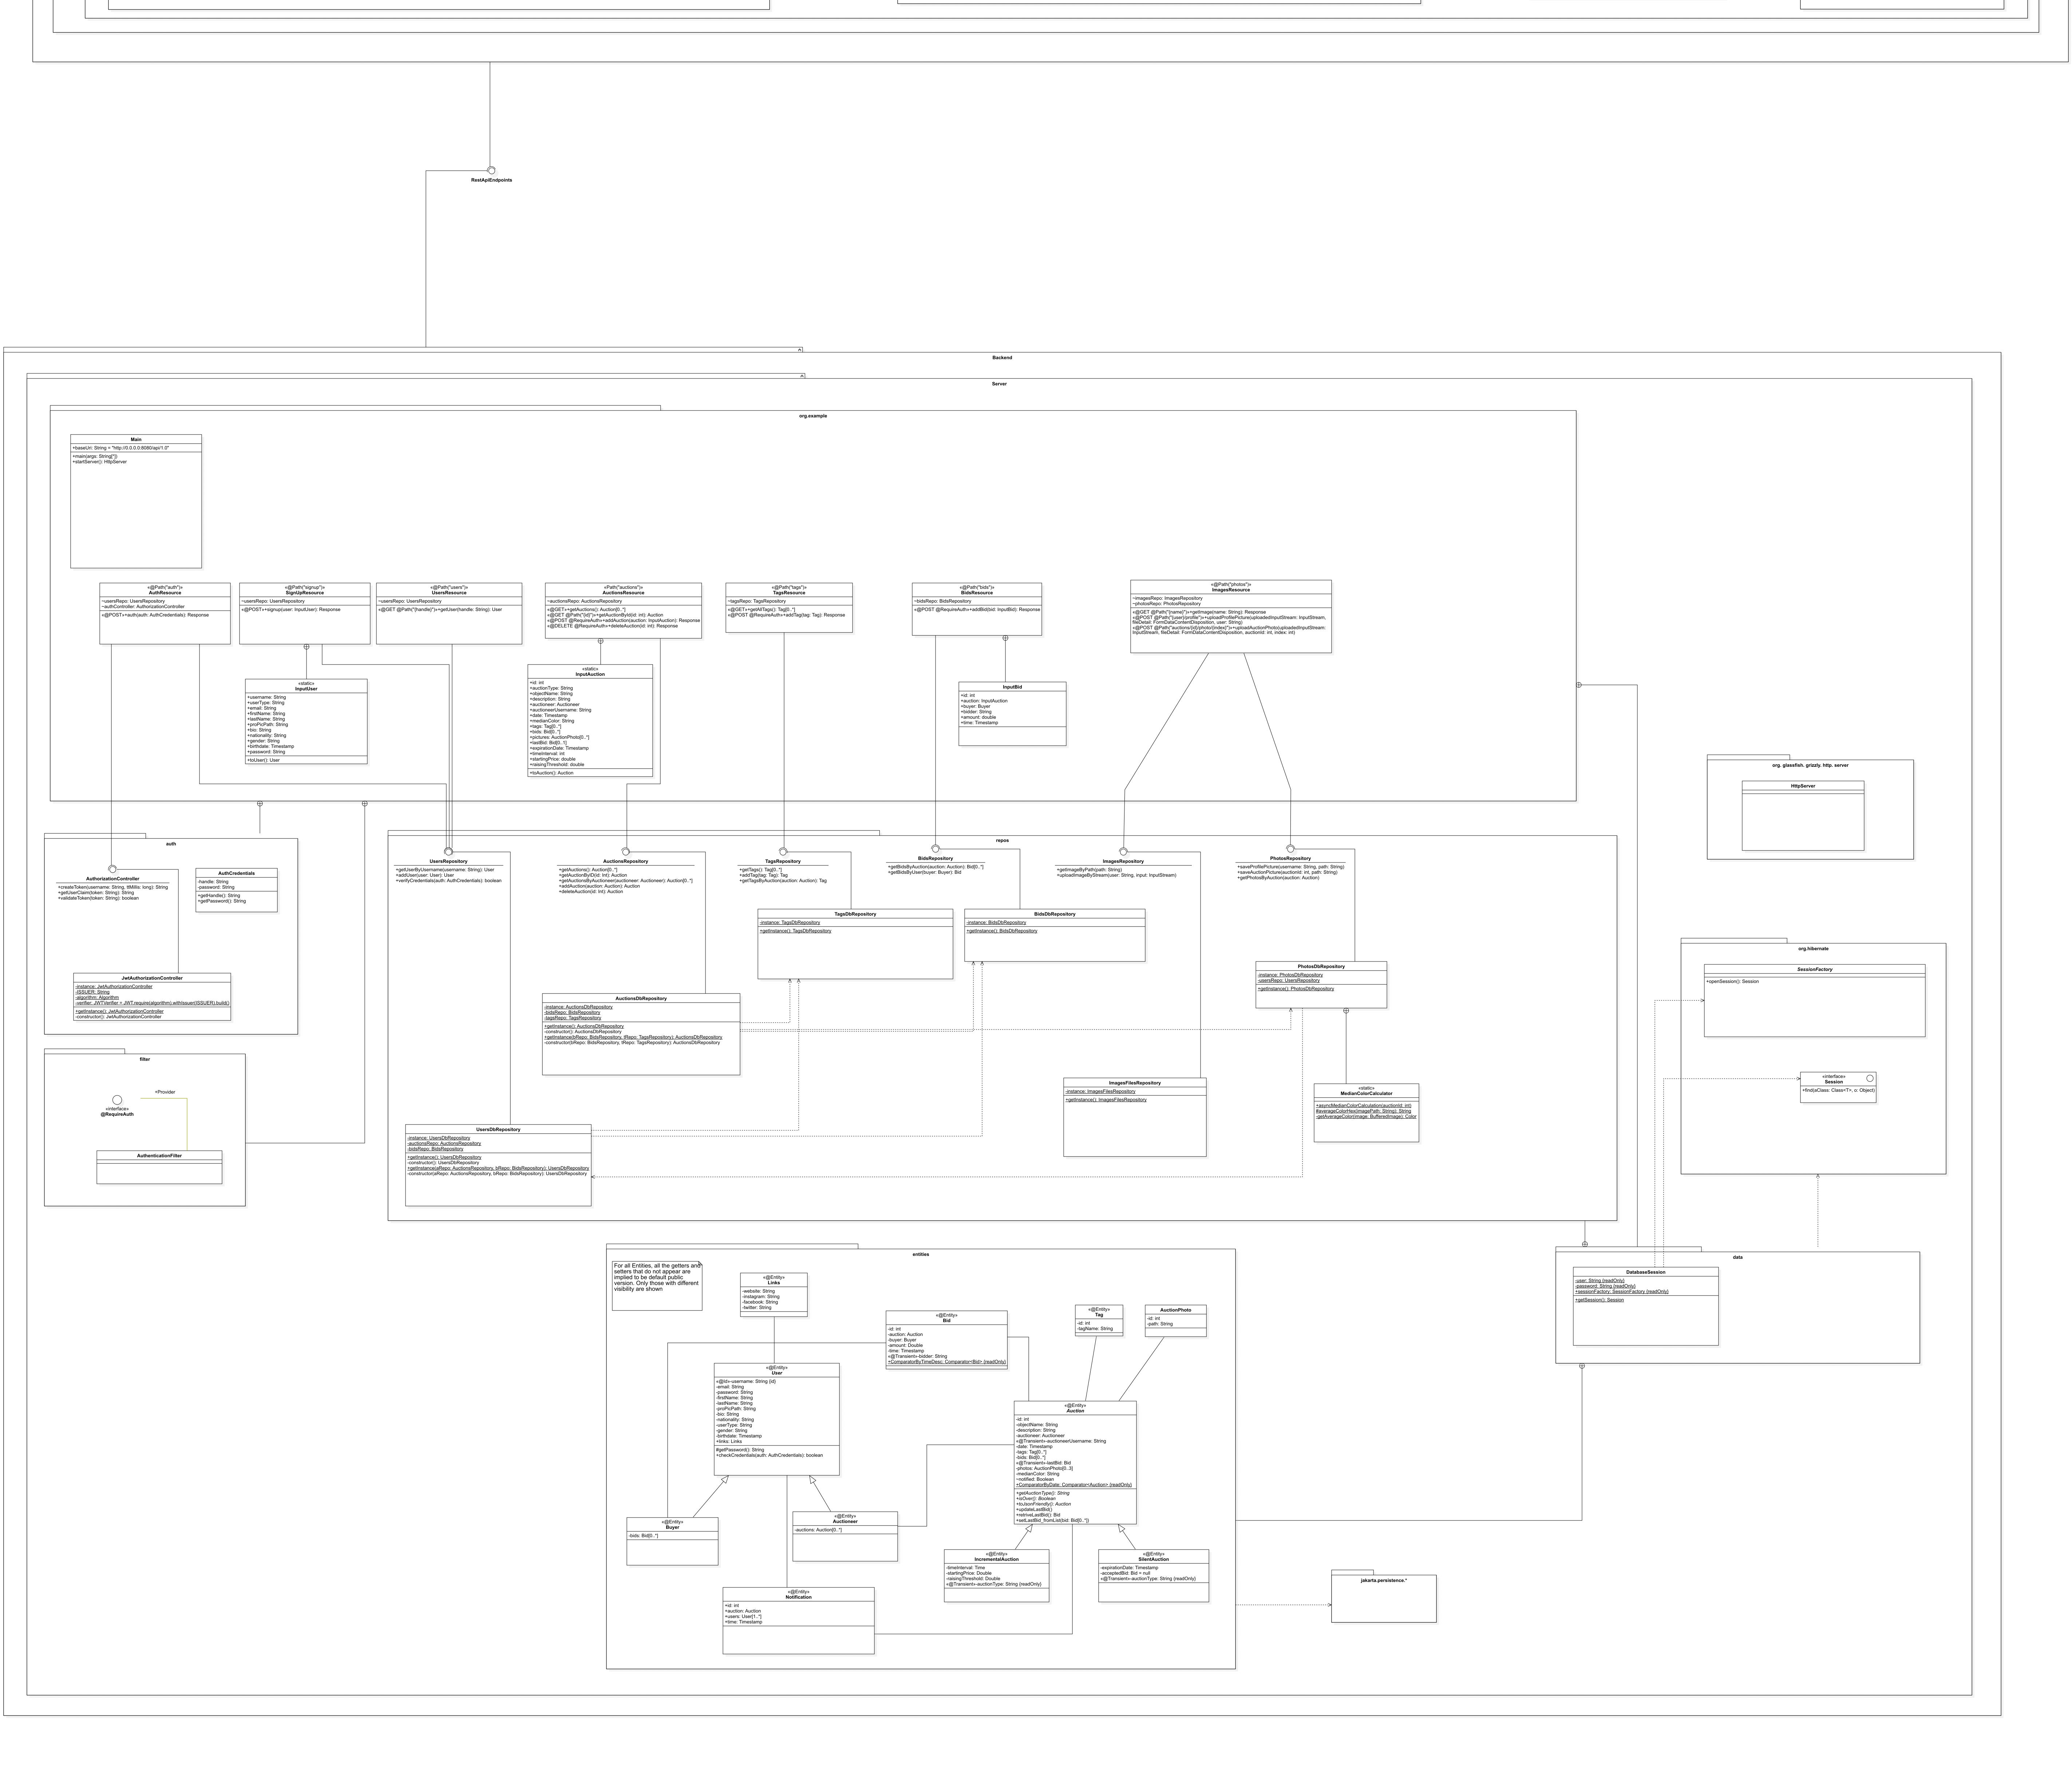 RestApiEndpoints
Backend
Server
org.example
Main
+baseUri: String = "http://0.0.0.0:8080/api/1.0"
+main(args: String[*])
+startServer(): HttpServer
«@Path("auth")»
AuthResource
~usersRepo: UsersRepository
~authController: AuthorizationController
«@POST»+auth(auth: AuthCredentials): Response
«@Path("signup")»
SignUpResource
~usersRepo: UsersRepository
«@POST»+signup(user: InputUser): Response
«@Path("users")»
UsersResource
~usersRepo: UsersRepository
«@GET @Path("{handle}")»+getUser(handle: String): User
«Path("auctions")»
AuctionsResource
~auctionsRepo: AuctionsRepository
«@GET»+getAuctions(): Auction[0..*]
«@GET @Path("{id}")»+getAuctionById(id: int): Auction
«@POST @RequireAuth»+addAuction(auction: InputAuction): Response
«@DELETE @RequireAuth»+deleteAuction(id: int): Response
«@Path("tags")»
TagsResource
~tagsRepo: TagsRepository
«@GET»+getAllTags(): Tag[0..*]
«@POST @RequireAuth»+addTag(tag: Tag): Response
«@Path("bids")»
BidsResource
~bidsRepo: BidsRepository
«@POST @RequireAuth»+addBid(bid: InputBid): Response
«@Path("photos")»
ImagesResource
~imagesRepo: ImagesRepository
~photosRepo: PhotosRepository
«@GET @Path("{name}")»+getImage(name: String): Response
«@POST @Path("{user}/profile")»+uploadProfilePicture(uploadedInputStream: InputStream,
fileDetail: FormDataContentDisposition, user: String)
«@POST @Path("auctions/{id}/photo/{index}")»+uploadAuctionPhoto(uploadedInputStream:
InputStream, fileDetail: FormDataContentDisposition, auctionId: int, index: int)
«static»
InputUser
+username: String
+userType: String
+email: String
+firstName: String
+lastName: String
+proPicPath: String
+bio: String
+nationality: String
+gender: String
+birthdate: Timestamp
+password: String
+toUser(): User
«static»
InputAuction
+id: int
+auctionType: String
+objectName: String
+description: String
+auctioneer: Auctioneer
+auctioneerUsername: String
+date: Timestamp
+medianColor: String
+tags: Tag[0..*]
+bids: Bid[0..*]
+pictures: AuctionPhoto[0..*]
+lastBid: Bid[0..1]
+expirationDate: Timestamp
+timeInterval: int
+startingPrice: double
+raisingThreshold: double
+toAuction(): Auction
InputBid
+id: int
+auction: InputAuction
+buyer: Buyer
+bidder: String
+amount: double
+time: Timestamp
org. glassfish. grizzly. http. server
HttpServer
auth
AuthorizationController
+createToken(username: String, ttMillis: long): String
+getUserClaim(token: String): String
+validateToken(token: String): boolean
AuthCredentials
-handle: String
-password: String
+getHandle(): String
+getPassword(): String
JwtAuthorizationController
-instance: JwtAuthorizationController
-ISSUER: String
-algorithm: Algorithm
-verifier: JWTVerifier = JWT.require(algorithm).withIssuer(ISSUER).build()
+getInstance(): JwtAuthorizationController
-constructor(): JwtAuthorizationController
filter
+Provider
«interface»
@RequireAuth
AuthenticationFilter
repos
UsersRepository
+getUserByUsername(username: String): User
+addUser(user: User): User
+verifyCredentials(auth: AuthCredentials): boolean
AuctionsRepository
+getAuctions(): Auction[0..*]
+getAuctionByID(id: Int): Auction
+getAuctionsByAuctioneer(auctioneer: Auctioneer): Auction[0..*]
+addAuction(auction: Auction): Auction
+deleteAuction(id: Int): Auction
TagsRepository
+getTags(): Tag[0..*]
+addTag(tag: Tag): Tag
+getTagsByAuction(auction: Auction): Tag
BidsRepository
+getBidsByAuction(auction: Auction): Bid[0..*]
+getBidsByUser(buyer: Buyer): Bid
ImagesRepository
+getImageByPath(path: String)
+uploadImageByStream(user: String, input: InputStream)
PhotosRepository
+saveProfilePicture(username: String, path: String)
+saveAuctionPicture(auctionId: int, path: String)
+getPhotosByAuction(auction: Auction)
TagsDbRepository
-instance: TagsDbRepository
+getInstance(): TagsDbRepository
BidsDbRepository
-instance: BidsDbRepository
+getInstance(): BidsDbRepository
PhotosDbRepository
-instance: PhotosDbRepository
-usersRepo: UsersRepository
+getInstance(): PhotosDbRepository
AuctionsDbRepository
-instance: AuctionsDbRepository
-bidsRepo: BidsRepository
-tagsRepo: TagsRepository
+getInstance(): AuctionsDbRepository
-constructor(): AuctionsDbRepository
+getInstance(bRepo: BidsRepository, tRepo: TagsRepository): AuctionsDbRepository
-constructor(bRepo: BidsRepository, tRepo: TagsRepository): AuctionsDbRepository
ImagesFilesRepository
-instance: ImagesFilesRepository
+getInstance(): ImagesFilesRepository
«static»
MedianColorCalculator
+asyncMedianColorCalculation(auctionId: int)
#averageColorHex(imagePath: String): String
-getAverageColor(image: BufferedImage): Color
UsersDbRepository
-instance: UsersDbRepository
-auctionsRepo: AuctionsRepository
-bidsRepo: BidsRepository
+getInstance(): UsersDbRepository
-constructor(): UsersDbRepository
+getInstance(aRepo: AuctionsRepository, bRepo: BidsRepository): UsersDbRepository
-constructor(aRepo: AuctionsRepository, bRepo: BidsRepository): UsersDbRepository
org.hibernate
SessionFactory
+openSession(): Session
«interface»
Session
+find(aClass: Class<T>, o: Object)
data
DatabaseSession
-user: String {readOnly}
-password: String {readOnly}
+sessionFactory: SessionFactory {readOnly}
+getSession(): Session
entities
For all Entities, all the getters and
setters that do not appear are
implied to be default public
version. Only those with different
visibility are shown
«@Entity»
Links
-website: String
-instagram: String
-facebook: String
-twitter: String
«@Entity»
Bid
-id: int
-auction: Auction
-buyer: Buyer
-amount: Double
-time: Timestamp
«@Transient»-bidder: String
+ComparatorByTimeDesc: Comparator<Bid> {readOnly}
«@Entity»
Tag
-id: int
-tagName: String
AuctionPhoto
-id: int
-path: String
«@Entity»
User
«@Id»-username: String {id}
-email: String
-password: String
-firstName: String
-lastName: String
-proPicPath: String
-bio: String
-nationality: String
-userType: String
-gender: String
-birthdate: Timestamp
+links: Links
#getPassword(): String
+checkCredentials(auth: AuthCredentials): boolean
«@Entity»
Auction
-id: int
-objectName: String
-description: String
-auctioneer: Auctioneer
«@Transient»-auctioneerUsername: String
-date: Timestamp
-tags: Tag[0..*]
-bids: Bid[0..*]
«@Transient»-lastBid: Bid
-photos: AuctionPhoto[0..3]
-medianColor: String
~notified: Boolean
+ComparatorByDate: Comparator<Auction> {readOnly}
+getAuctionType(): String
+isOver(): Boolean
+toJsonFriendly(): Auction
+updateLastBid()
+retriveLastBid(): Bid
+setLastBid_fromList(bid: Bid[0..*])
«@Entity»
Buyer
-bids: Bid[0..*]
«@Entity»
Auctioneer
-auctions: Auction[0..*]
«@Entity»
IncrementalAuction
-timeInterval: Time
-startingPrice: Double
-raisingThreshold: Double
«@Transient»-auctionType: String {readOnly}
«@Entity»
SilentAuction
-expirationDate: Timestamp
-acceptedBid: Bid = null
«@Transient»-auctionType: String {readOnly}
«@Entity»
Notification
+id: int
+auction: Auction
+users: User[1..*]
+time: Timestamp
jakarta.persistence.*